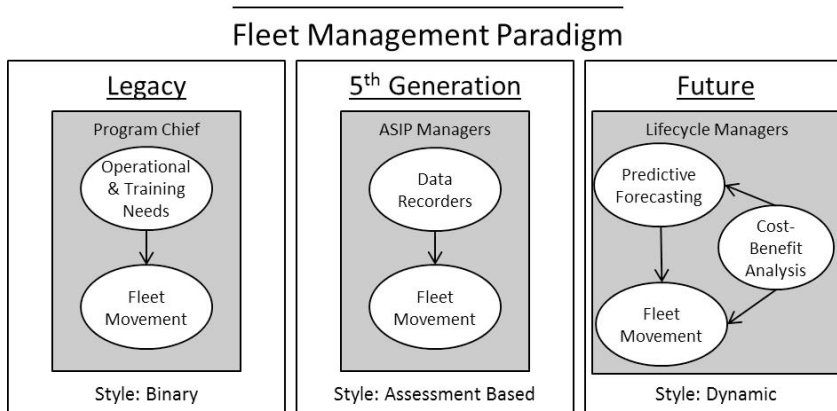 Fleet Management Paradigm
Legacy
Program Chief
Operational
& Training
Needs
Fleet
Movement
Style: Binary
5th Generation
ASIP Managers
Data
Recorders
Fleet
Movement
Style: Assessment Based
Future
Lifecycle Managers
Predictive
Forecasting
Cost-
Benefit
Analysis
Fleet
Movement
Style: Dynamic